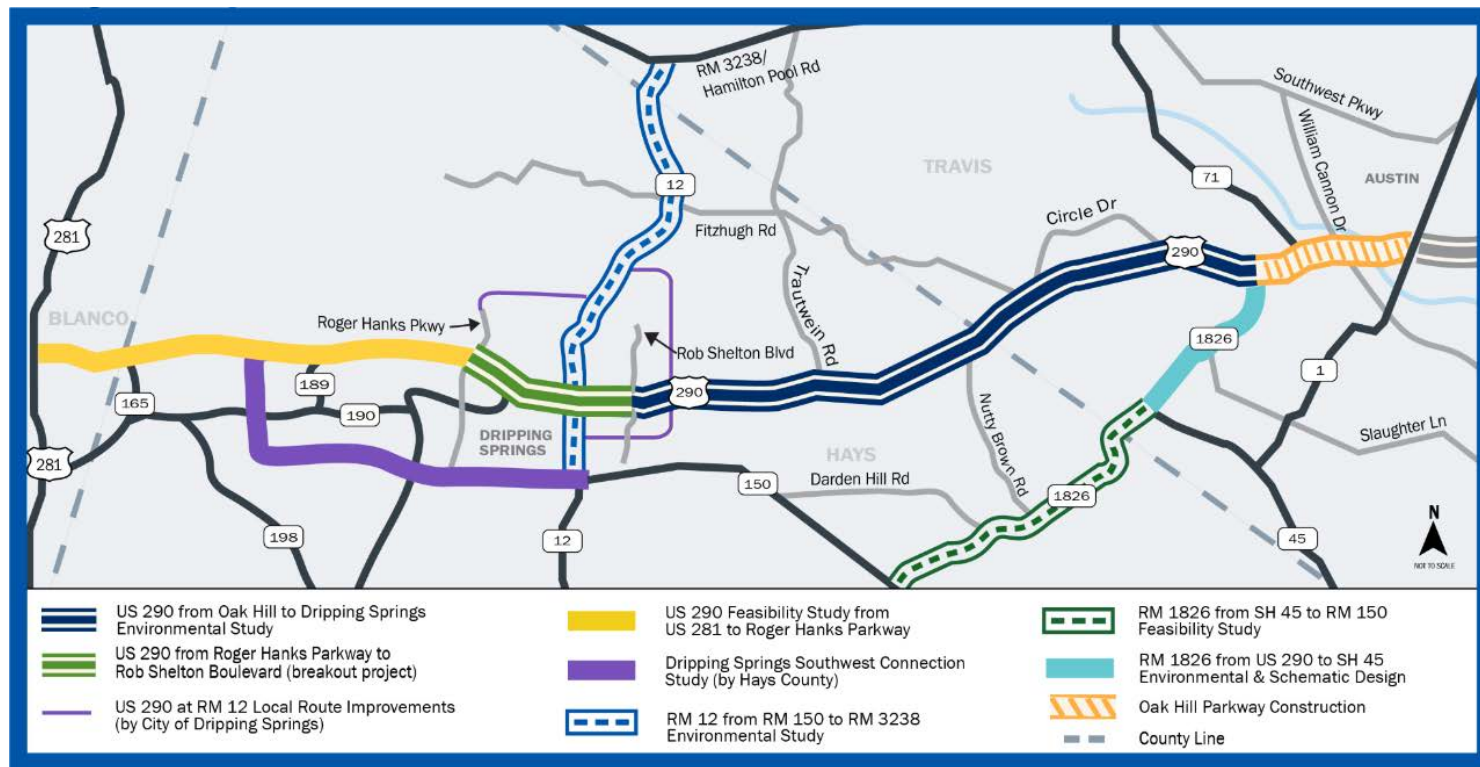 RM 3238/
Hamilton Pool Rd
Southwest Pkwy
William Cannon Dr
TRAVIS
AUSTIN
71
12
Circle Dr
281
Fitzhugh Rd
290
Trautwein Rd
BLANCO
Roger Hanks Pkwy
Rob Shelton Blvd
1826
1
189
290
165
190
Nutty Brown Rd
Slaughter Ln
DRIPPING
SPRINGS
HAYS
281
Darden Hill Rd
150
1826
198
12
45
N
NOT TO SCALE
US 290 from Oak Hill to Dripping Springs
Environmental Study
US 290 from Roger Hanks Parkway to
Rob Shelton Boulevard (breakout project)
US 290 at RM 12 Local Route Improvements
(by City of Dripping Springs)
US 290 Feasibility Study from
US 281 to Roger Hanks Parkway
Dripping Springs Southwest Connection
Study (by Hays County)
RM 12 from RM 150 to RM 3238
Environmental Study
RM 1826 from SH 45 to RM 150
Feasibility Study
RM 1826 from US 290 to SH 45
Environmental & Schematic Design
Oak Hill Parkway Construction
County Line